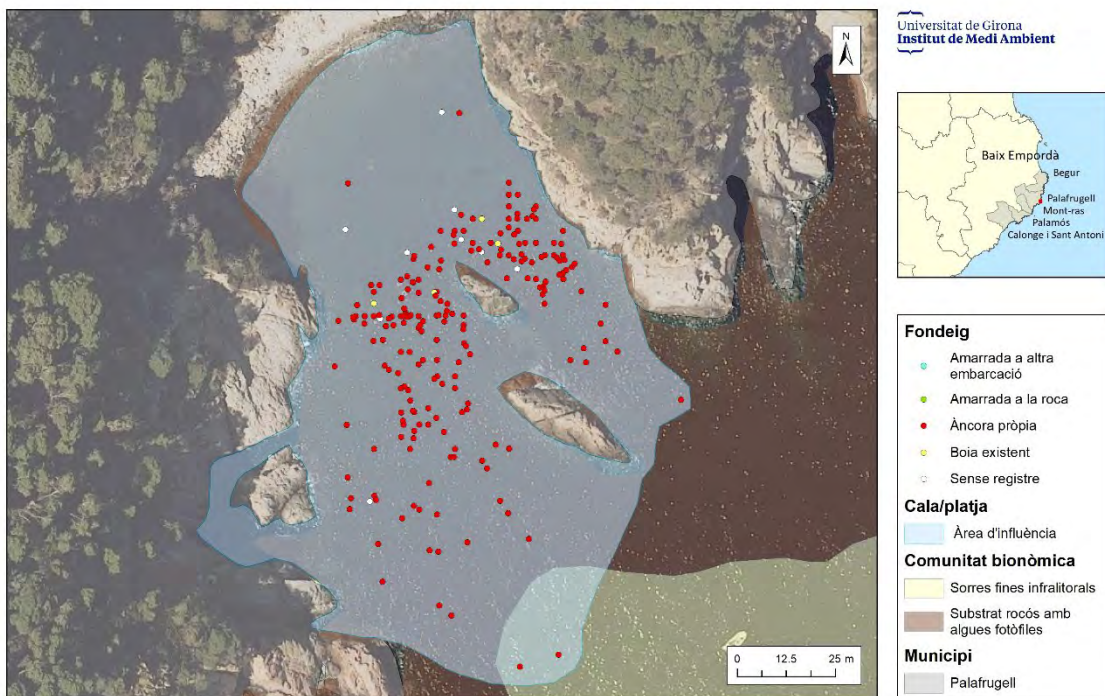 Universitat de Girona
Institut de Medi Ambient
N
Baix Empordà
Begur
Palafrugell
Mont-ras
Palamós
Calonge i Sant Antoni
Fondeig
Amarrada a altra
embarcació
Amarrada a la roca
Àncora pròpia
Boia existent
Sense registre
Cala/platja
Àrea d'influència
Comunitat bionòmica
Sorres fines infralitorals
Substrat rocós amb
algues fotòfiles
Municipi
Palafrugell
0 12.5 25 m